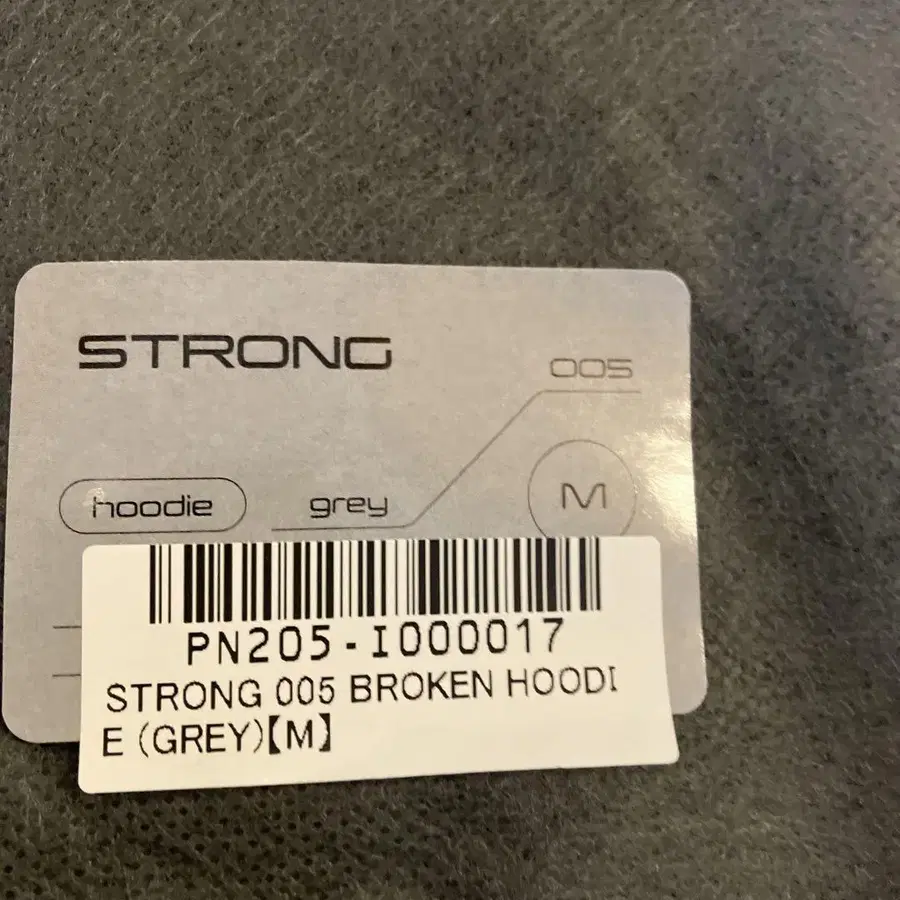 STRONG
005
hoodie
grey
M
PN205-I000017
STRONG 005 BROKEN HOODI
E (GREY)【M】